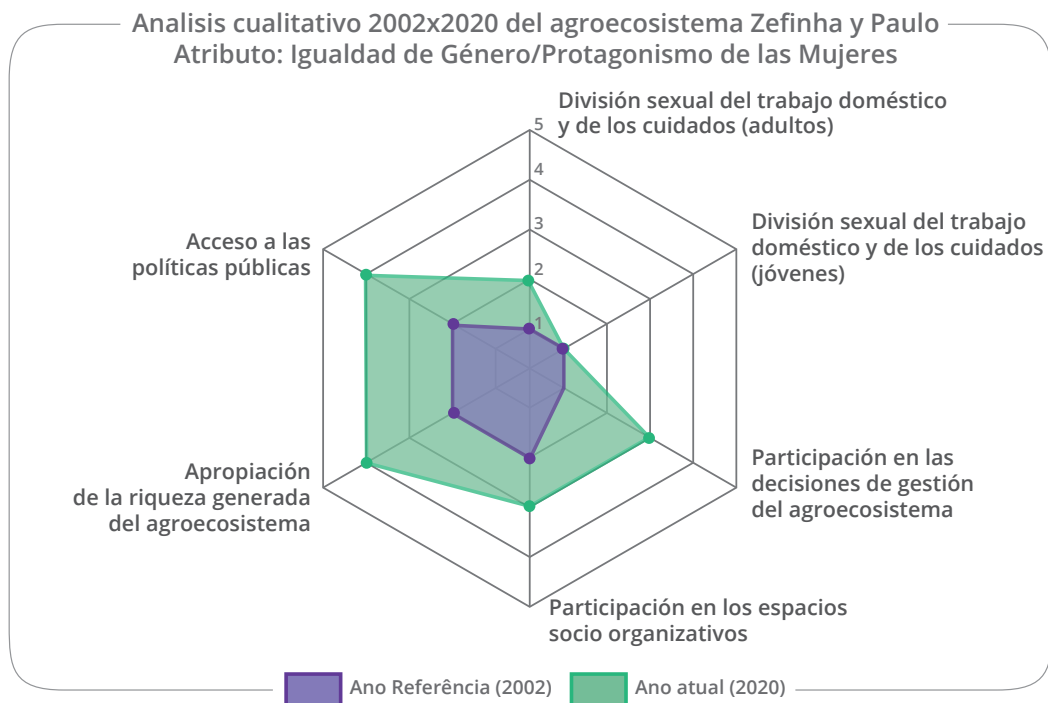 Analisis cualitativo 2002x2020 del agroecosistema Zefinha y Paulo
Atributo: Igualdad de Género/Protagonismo de las Mujeres
División sexual del trabajo doméstico
y de los cuidados (adultos)
5
4
3
2
1
División sexual del trabajo
doméstico y de los cuidados
(jóvenes)
Acceso a las
políticas públicas
Apropiación
de la riqueza generada
del agroecosistema
Participación en las
decisiones de gestión
del agroecosistema
Participación en los espacios
socio organizativos
Ano Referência (2002)
Ano atual (2020)